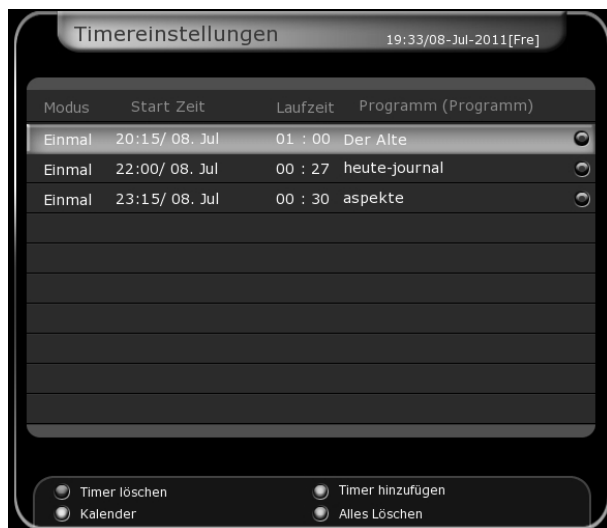 Timereinstellungen 19:33/08-Jul-2011[Fre]
Modus Start Zeit Laufzeit Programm (Programm)
Einmal 20:15/ 08. Jul 01 : 00 Der Alte
Einmal 22:00/ 08. Jul 00 : 27 heute-journal
Einmal 23:15/ 08. Jul 00 : 30 aspekte
Timer löschen Timer hinzufügen
Kalender Alles Löschen